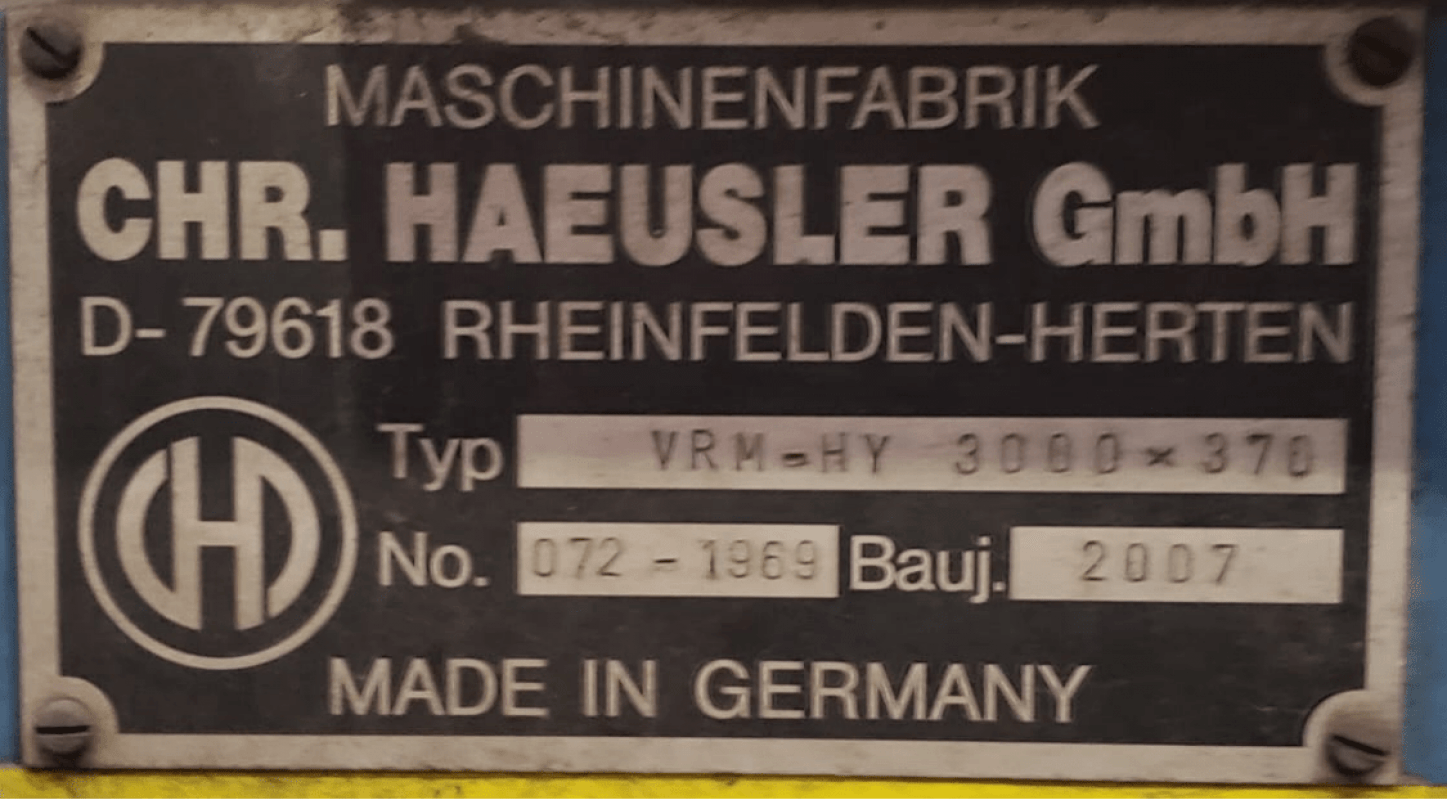 MASCHINENFABRIK
CHR. HAEUSLER GmbH
D-79618 RHEINFELDEN-HERTEN
Typ VRM-HY 3000×370
No. 072-1969 Bauj. 2007
MADE IN GERMANY